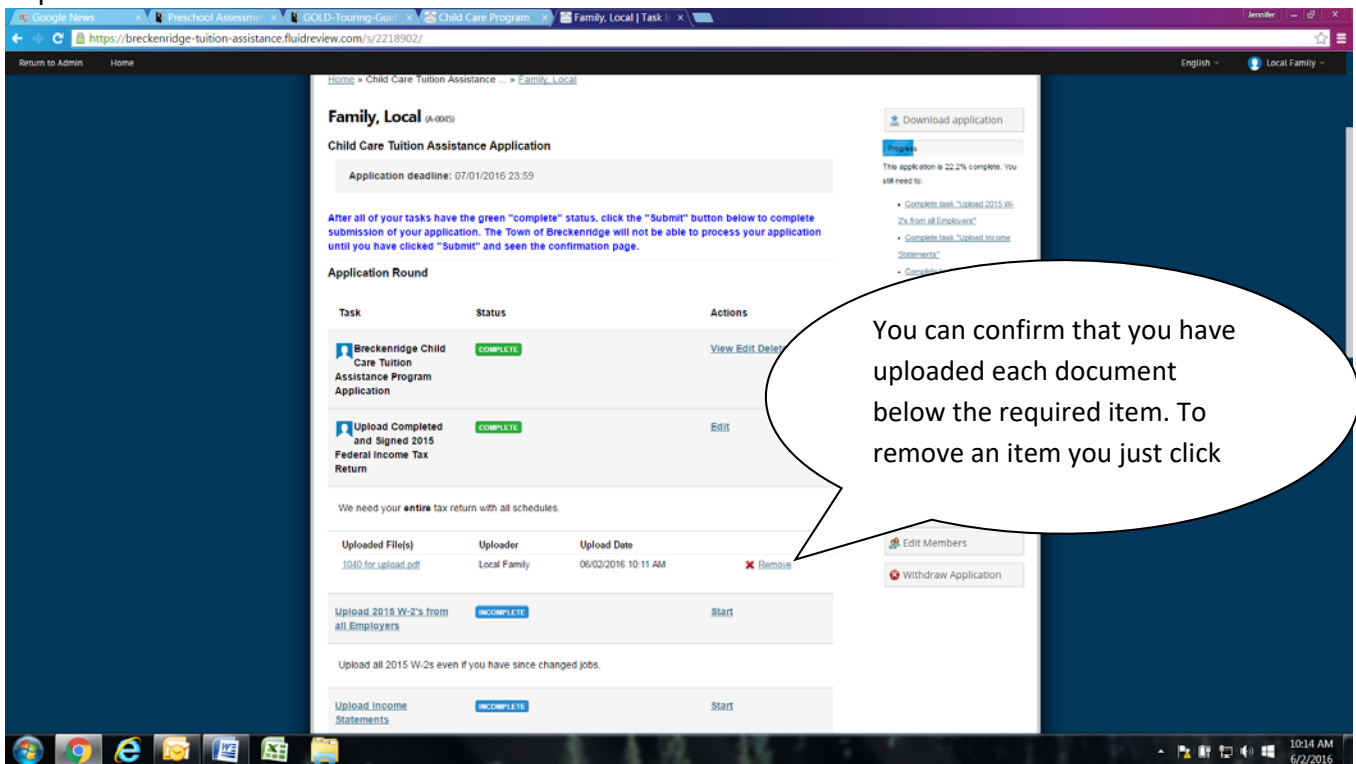 Google News
Preschool Assessme
GOLD-Touring-Guid
Child Care Program
Family, Local | Task li
Jennifer
https://breckenridge-tuition-assistance.fluidreview.com/s/2218902/
Return to Admin Home English Local Family
Home » Child Care Tuition Assistance ... » Family, Local
Family, Local (A-0045)
Download application
Child Care Tuition Assistance Application
Progress
Application deadline: 07/01/2016 23:59
This application is 22.2% complete. You
still need to:
• Complete task "Upload 2015 W-
2's from all Employers"
• Complete task "Upload Income
Statements"
After all of your tasks have the green "complete" status, click the "Submit" button below to complete
submission of your application. The Town of Breckenridge will not be able to process your application
until you have clicked "Submit" and seen the confirmation page.
Application Round
Task Status Actions
Breckenridge Child
Care Tuition
Assistance Program
Application
COMPLETE
View Edit Delete
Upload Completed
and Signed 2015
Federal Income Tax
Return
COMPLETE
Edit
You can confirm that you have
uploaded each document
below the required item. To
remove an item you just click
We need your entire tax return with all schedules.
Uploaded File(s) Uploader Upload Date
1040 for upload.pdf Local Family 06/02/2016 10:11 AM Remove
Edit Members
Withdraw Application
Upload 2015 W-2's from
all Employers
INCOMPLETE
Start
Upload all 2015 W-2s even if you have since changed jobs.
Upload Income
Statements
INCOMPLETE
Start
10:14 AM
6/2/2016